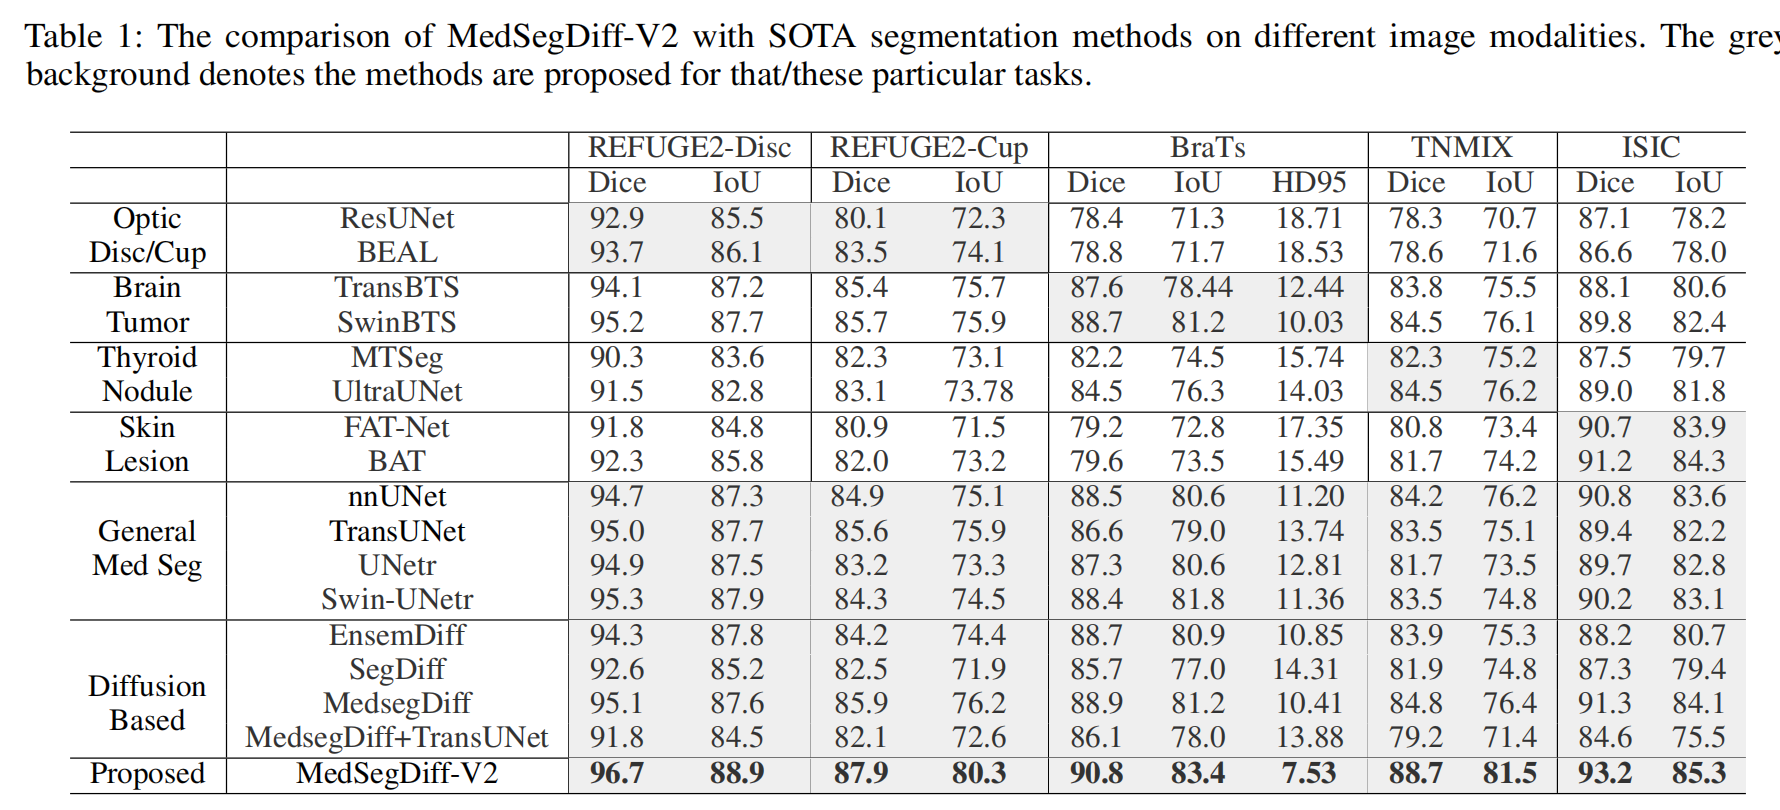 Table 1: The comparison of MedSegDiff-V2 with SOTA segmentation methods on different image modalities. The grey
background denotes the methods are proposed for that/these particular tasks.
REFUGE2-Disc REFUGE2-Cup BraTs TNMIX ISIC
Dice IoU Dice IoU Dice IoU HD95 Dice IoU Dice IoU
Optic ResUNet 92.9 85.5 80.1 72.3 78.4 71.3 18.71 78.3 70.7 87.1 78.2
Disc/Cup BEAL 93.7 86.1 83.5 74.1 78.8 71.7 18.53 78.6 71.6 86.6 78.0
Brain TransBTS 94.1 87.2 85.4 75.7 87.6 78.44 12.44 83.8 75.5 88.1 80.6
Tumor SwinBTS 95.2 87.7 85.7 75.9 88.7 81.2 10.03 84.5 76.1 89.8 82.4
Thyroid MTSeg 90.3 83.6 82.3 73.1 82.2 74.5 15.74 82.3 75.2 87.5 79.7
Nodule UltraUNet 91.5 82.8 83.1 73.78 84.5 76.3 14.03 84.5 76.2 89.0 81.8
Skin FAT-Net 91.8 84.8 80.9 71.5 79.2 72.8 17.35 80.8 73.4 90.7 83.9
Lesion BAT 92.3 85.8 82.0 73.2 79.6 73.5 15.49 81.7 74.2 91.2 84.3
nnUNet 94.7 87.3 84.9 75.1 88.5 80.6 11.20 84.2 76.2 90.8 83.6
General TransUNet 95.0 87.7 85.6 75.9 86.6 79.0 13.74 83.5 75.1 89.4 82.2
Med Seg UNetr 94.9 87.5 83.2 73.3 87.3 80.6 12.81 81.7 73.5 89.7 82.8
Swin-UNetr 95.3 87.9 84.3 74.5 88.4 81.8 11.36 83.5 74.8 90.2 83.1
EnsemDiff 94.3 87.8 84.2 74.4 88.7 80.9 10.85 83.9 75.3 88.2 80.7
SegDiff 92.6 85.2 82.5 71.9 85.7 77.0 14.31 81.9 74.8 87.3 79.4
Diffusion MedsegDiff 95.1 87.6 85.9 76.2 88.9 81.2 10.41 84.8 76.4 91.3 84.1
Based MedsegDiff+TransUNet 91.8 84.5 82.1 72.6 86.1 78.0 13.88 79.2 71.4 84.6 75.5
Proposed MedSegDiff-V2 96.7 88.9 87.9 80.3 90.8 83.4 7.53 88.7 81.5 93.2 85.3